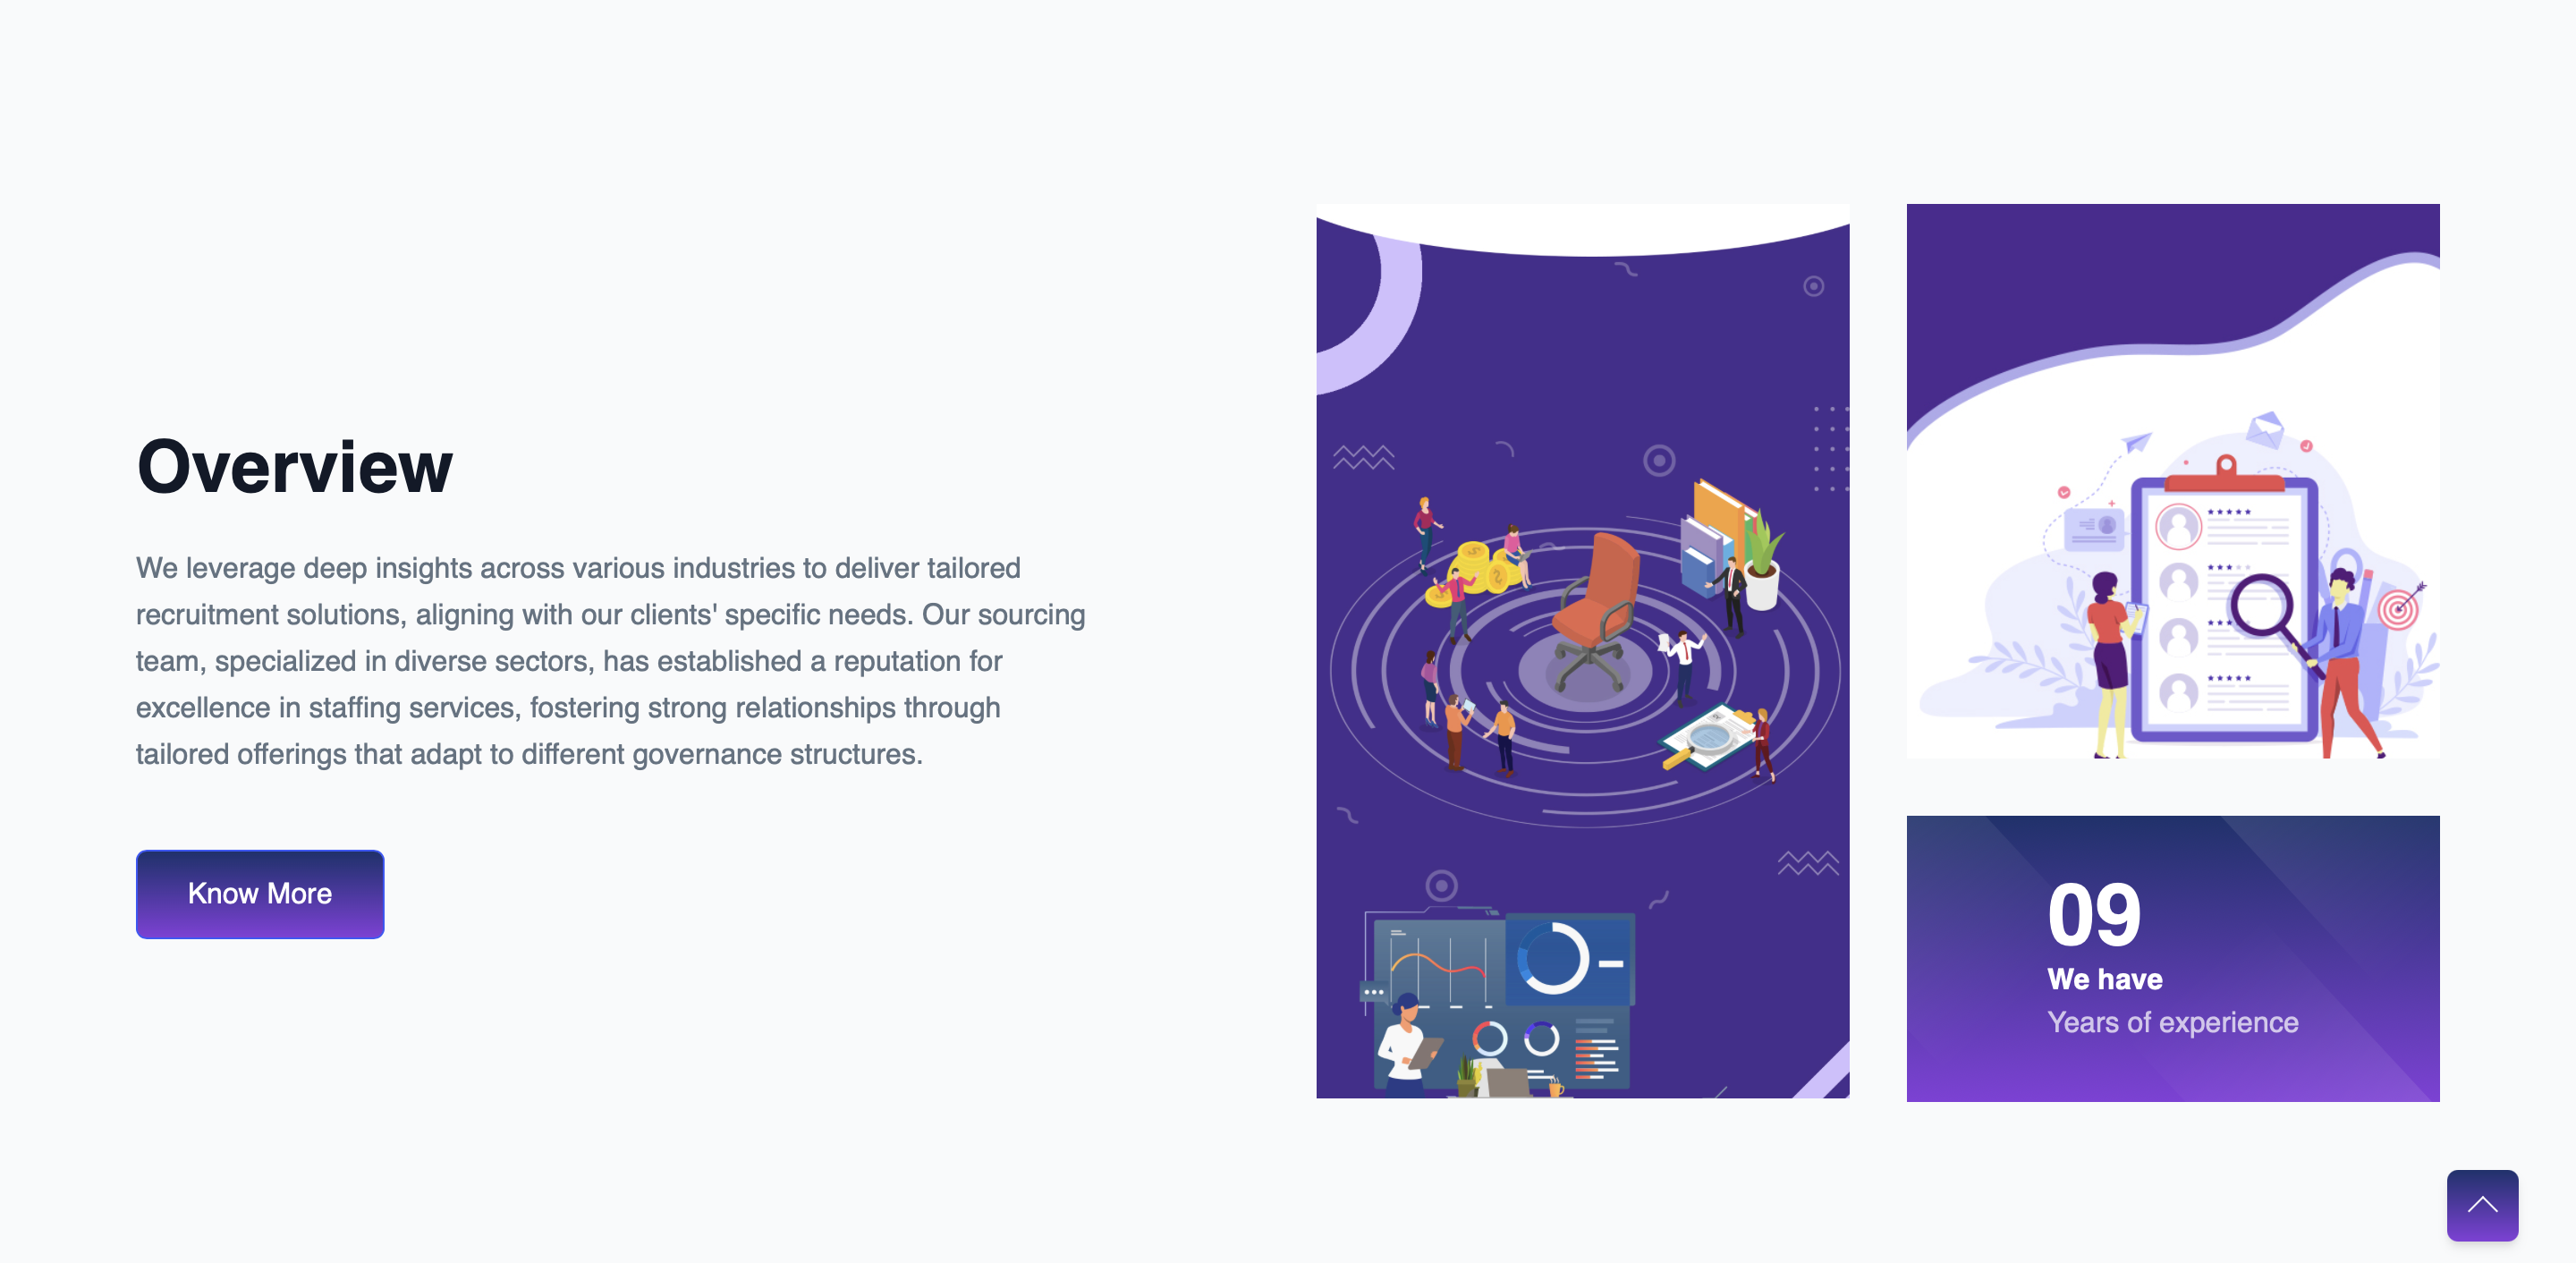 Overview
We leverage deep insights across various industries to deliver tailored
recruitment solutions, aligning with our clients' specific needs. Our sourcing
team, specialized in diverse sectors, has established a reputation for
excellence in staffing services, fostering strong relationships through
tailored offerings that adapt to different governance structures.
Know More
09
We have
Years of experience